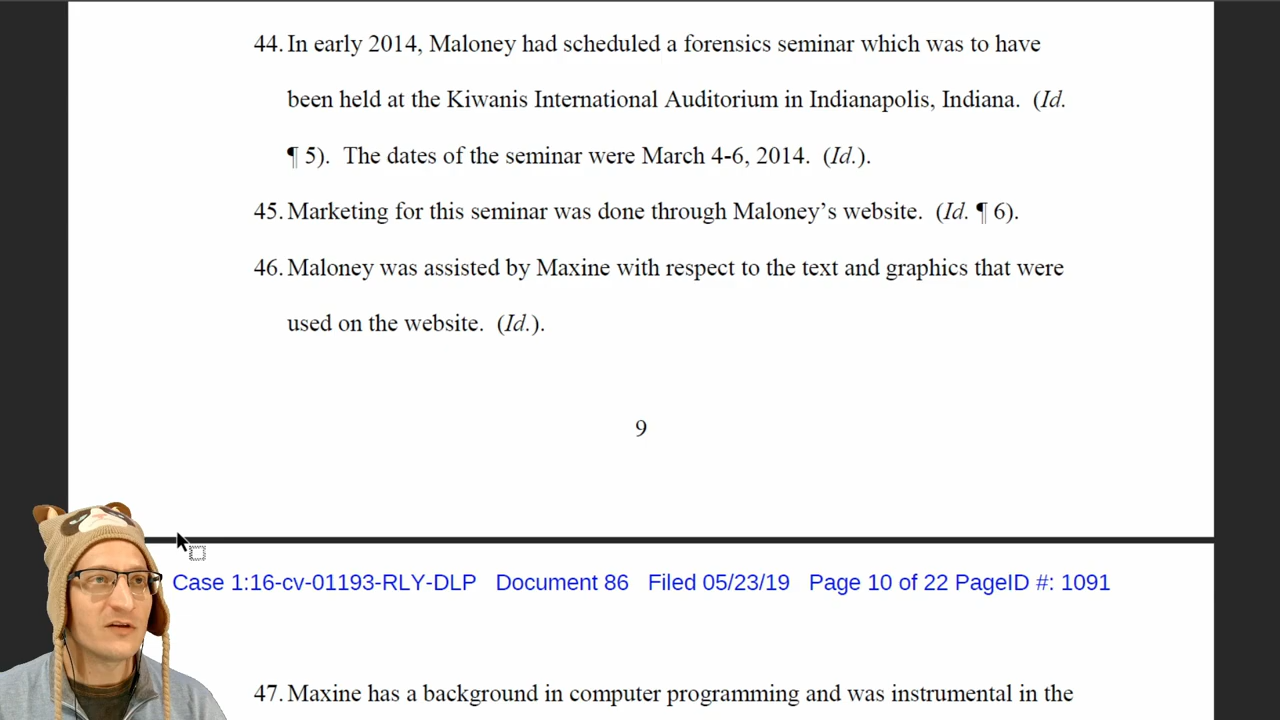 44. In early 2014, Maloney had scheduled a forensics seminar which was to have
been held at the Kiwanis International Auditorium in Indianapolis, Indiana.  (Id.
¶ 5).  The dates of the seminar were March 4-6, 2014.  (Id.).
45. Marketing for this seminar was done through Maloney’s website.  (Id. ¶ 6).
46. Maloney was assisted by Maxine with respect to the text and graphics that were
used on the website.  (Id.).
9
Case 1:16-cv-01193-RLY-DLP Document 86 Filed 05/23/19 Page 10 of 22 PageID #: 1091
47. Maxine has a background in computer programming and was instrumental in the